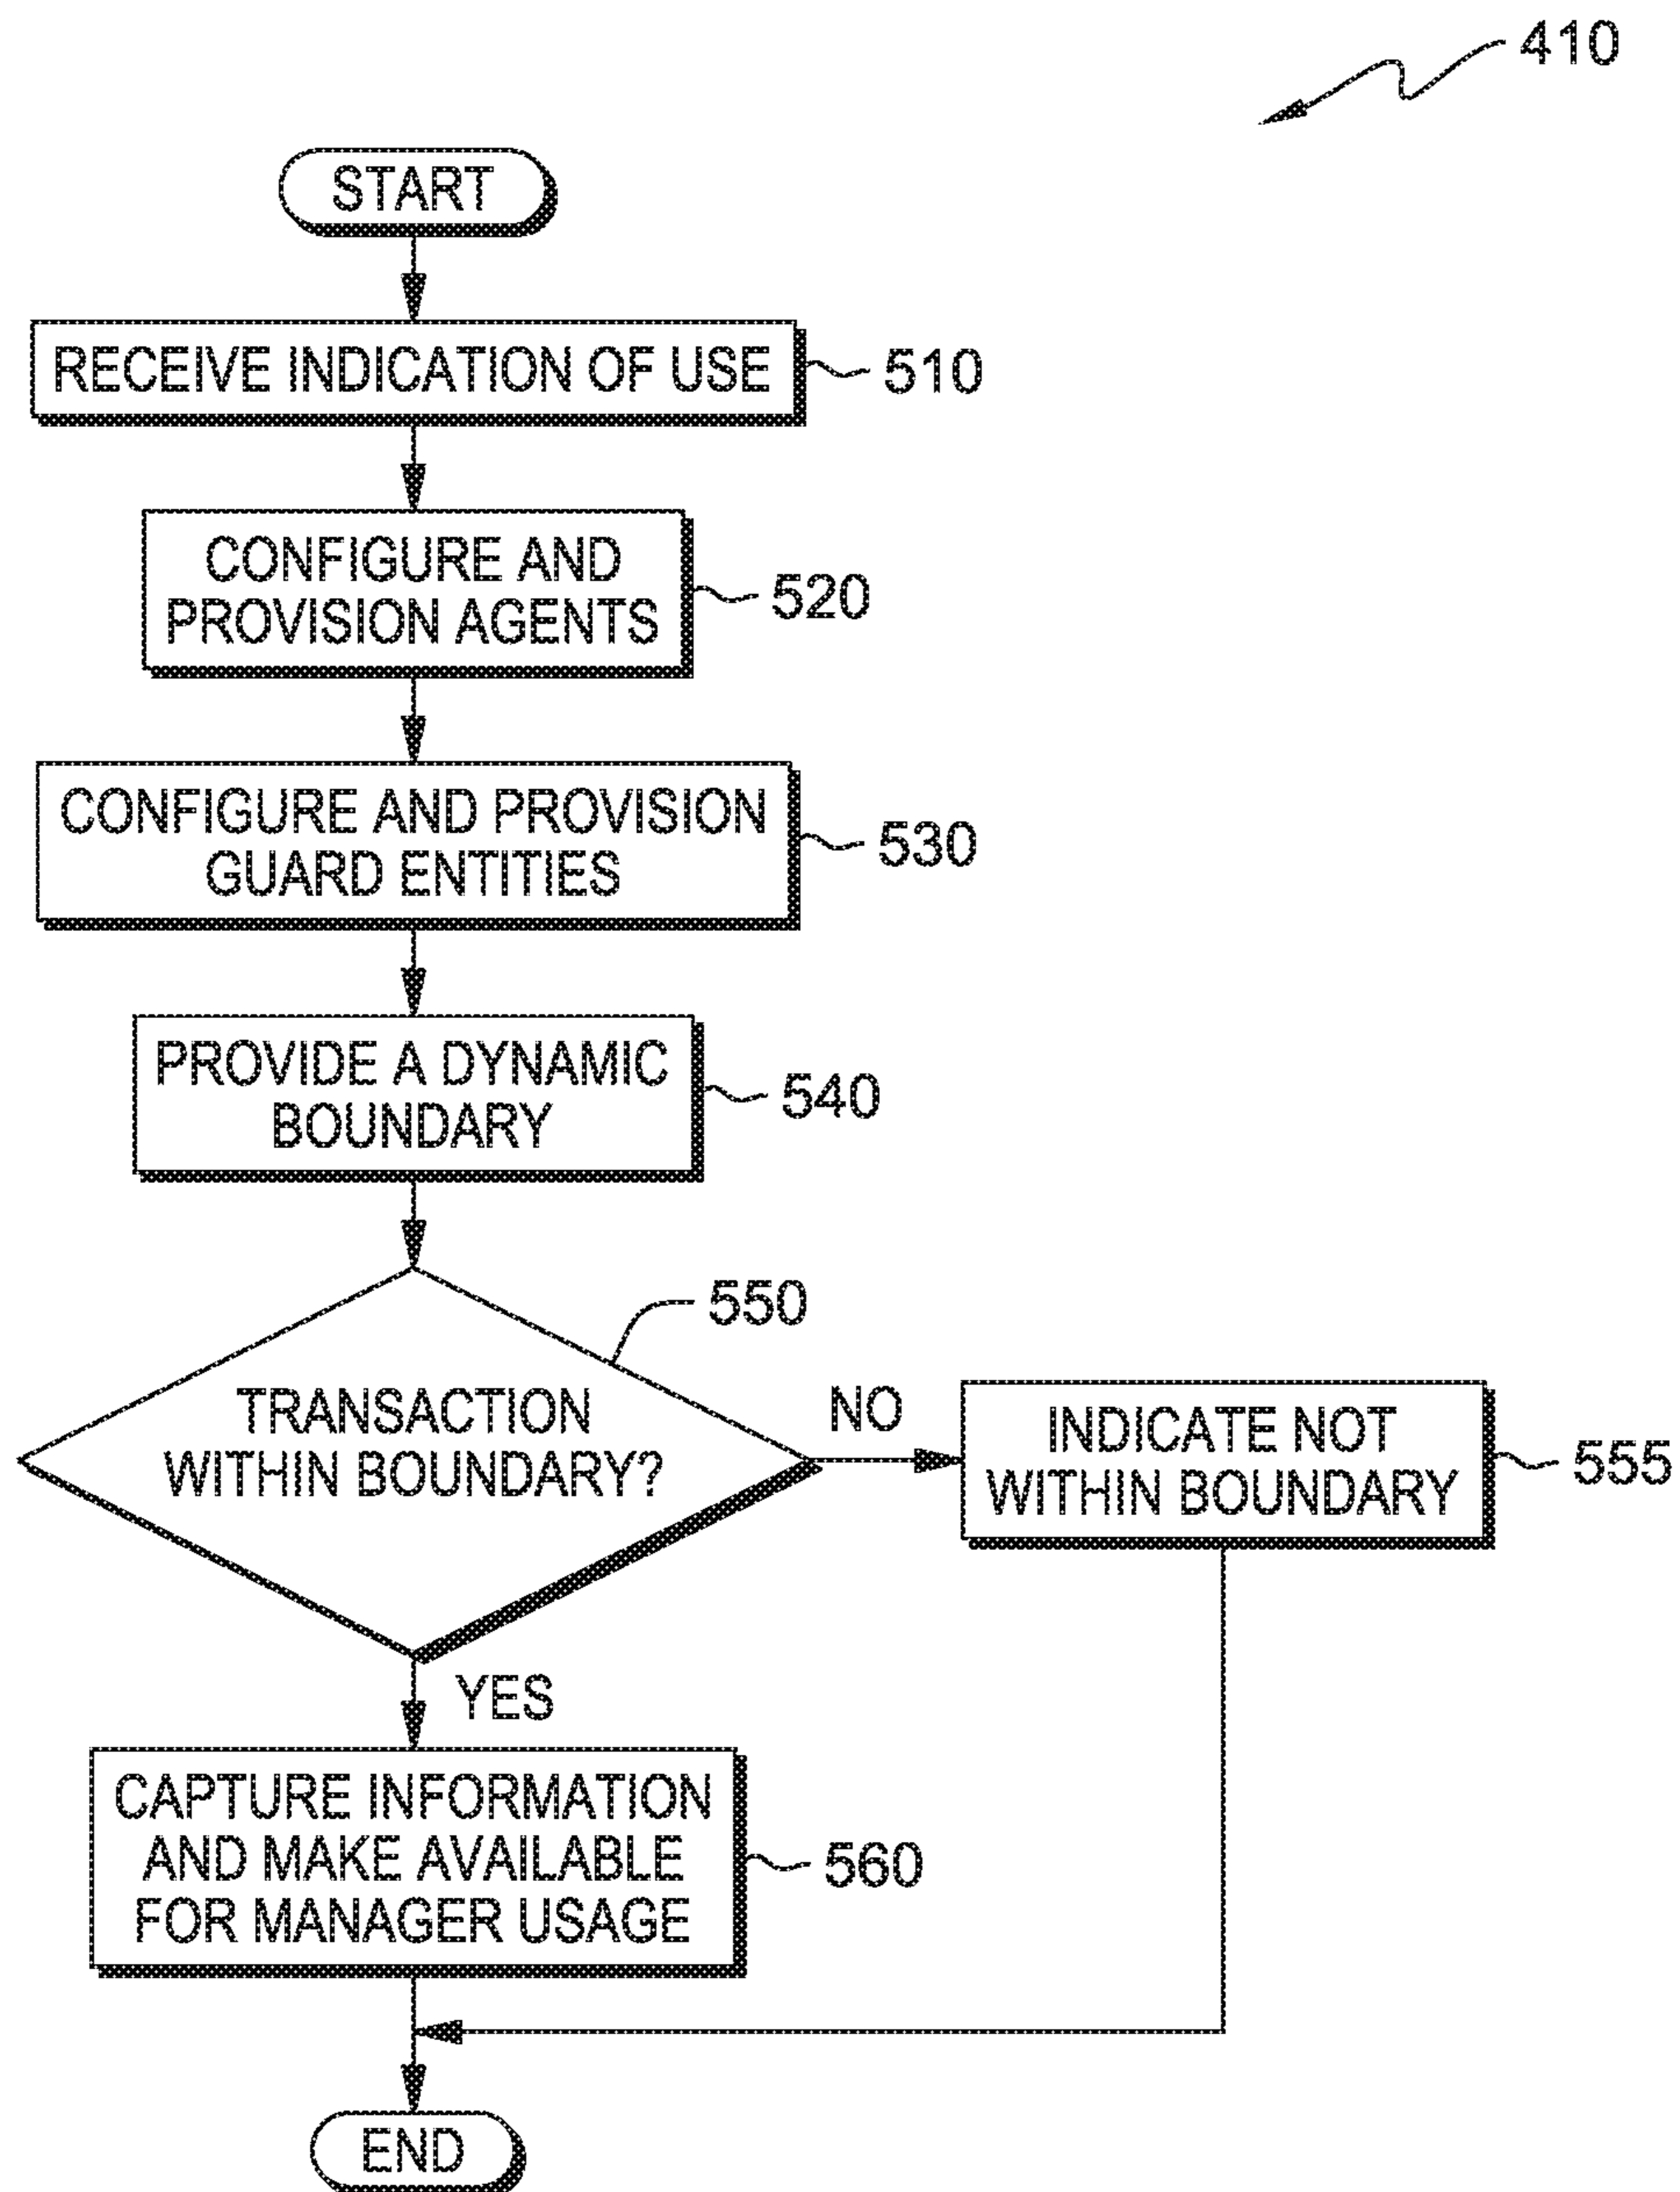 410
START
RECEIVE INDICATION OF USE
510
CONFIGURE AND
PROVISION AGENTS
520
CONFIGURE AND PROVISION
GUARD ENTITIES
530
PROVIDE A DYNAMIC
BOUNDARY
540
550
TRANSACTION
WITHIN BOUNDARY?
NO
INDICATE NOT
WITHIN BOUNDARY
555
YES
CAPTURE INFORMATION
AND MAKE AVAILABLE
FOR MANAGER USAGE
560
END